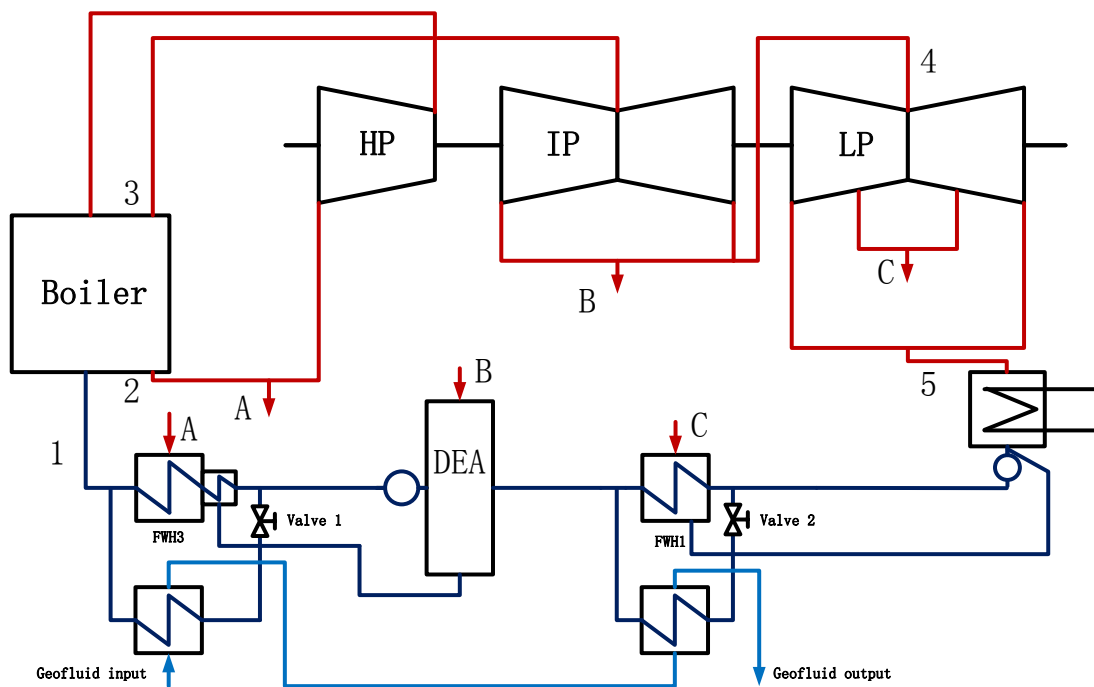 4
HP
IP
LP
3
Boiler
C
B
2
A
B
5
A
C
1
DEA
Valve 1
Valve 2
FWH3
FWH1
Geofluid input
Geofluid output